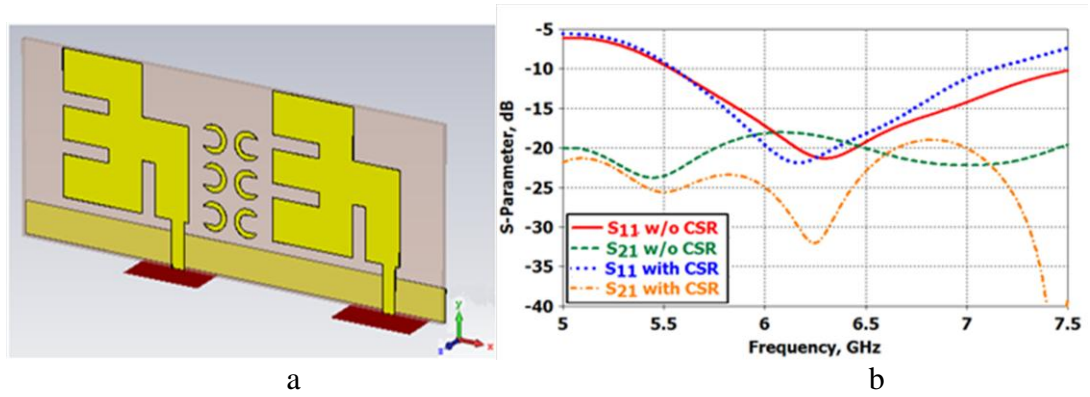 y
x
z
a
S-Parameter, dB
-5
-10
-15
-20
-25
-30
-35
-40
S11 w/o CSR
S21 w/o CSR
S11 with CSR
S21 with CSR
5
5.5
6
6.5
7
7.5
Frequency, GHz
b